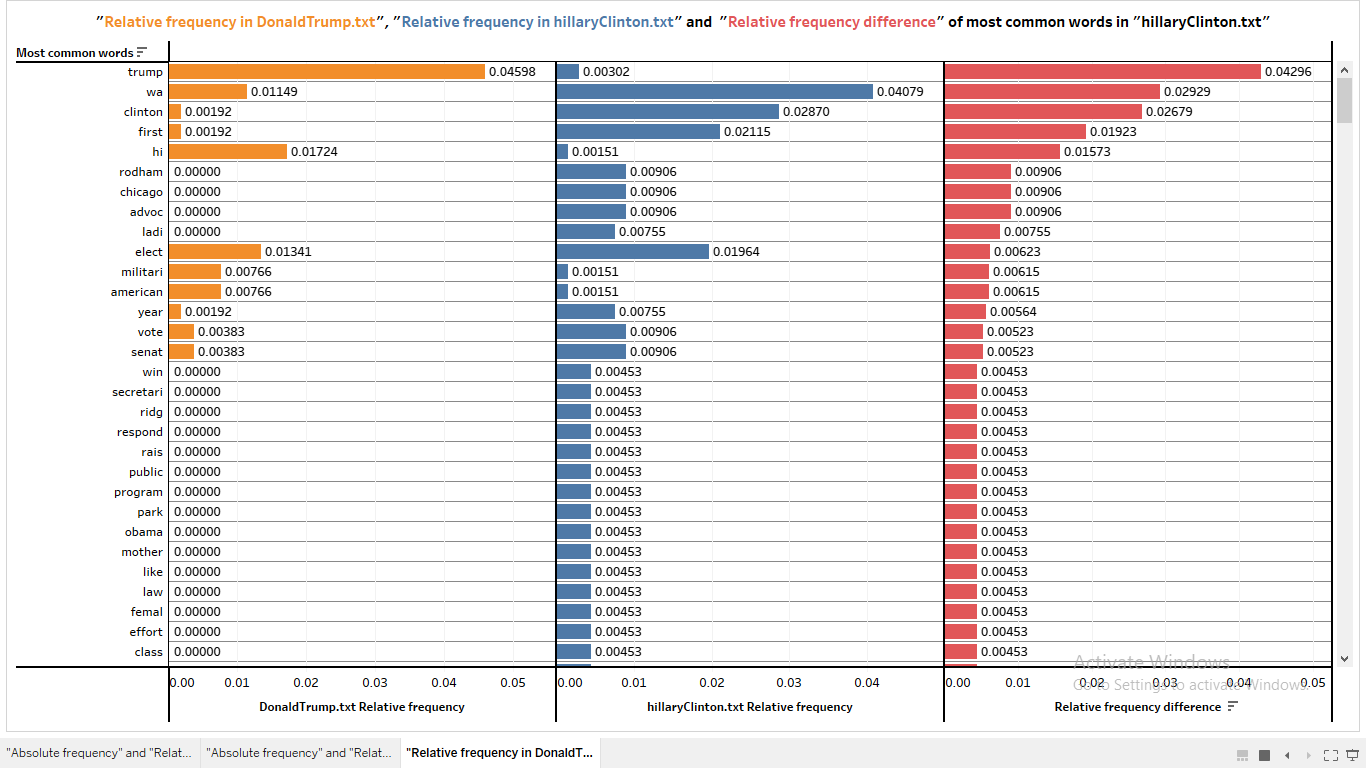 "Relative frequency in DonaldTrump.txt", "Relative frequency in hillaryClinton.txt" and "Relative frequency difference" of most common words in "hillaryClinton.txt"
Most common words
trump 0.04598 0.00302 0.04296
wa 0.01149 0.04079 0.02929
clinton 0.00192 0.02870 0.02679
first 0.00192 0.02115 0.01923
hi 0.01724 0.00151 0.01573
rodham 0.00000 0.00906 0.00906
chicago 0.00000 0.00906 0.00906
advoc 0.00000 0.00906 0.00906
ladi 0.00000 0.00755 0.00755
elect 0.01341 0.01964 0.00623
militari 0.00766 0.00151 0.00615
american 0.00766 0.00151 0.00615
year 0.00192 0.00755 0.00564
vote 0.00383 0.00906 0.00523
senat 0.00383 0.00906 0.00523
win 0.00000 0.00453 0.00453
secretari 0.00000 0.00453 0.00453
ridg 0.00000 0.00453 0.00453
respond 0.00000 0.00453 0.00453
rais 0.00000 0.00453 0.00453
public 0.00000 0.00453 0.00453
program 0.00000 0.00453 0.00453
park 0.00000 0.00453 0.00453
obama 0.00000 0.00453 0.00453
mother 0.00000 0.00453 0.00453
like 0.00000 0.00453 0.00453
law 0.00000 0.00453 0.00453
femal 0.00000 0.00453 0.00453
effort 0.00000 0.00453 0.00453
class 0.00000 0.00453 0.00453
Activate Windows
Go to Settings to activate Windows.
0.00 0.01 0.02 0.03 0.04 0.05 0.00 0.01 0.02 0.03 0.04 0.00 0.01 0.02 0.03 0.04 0.05
DonaldTrump.txt Relative frequency hillaryClinton.txt Relative frequency Relative frequency difference
"Absolute frequency" and "Relat... "Absolute frequency" and "Relat... "Relative frequency in DonaldT...